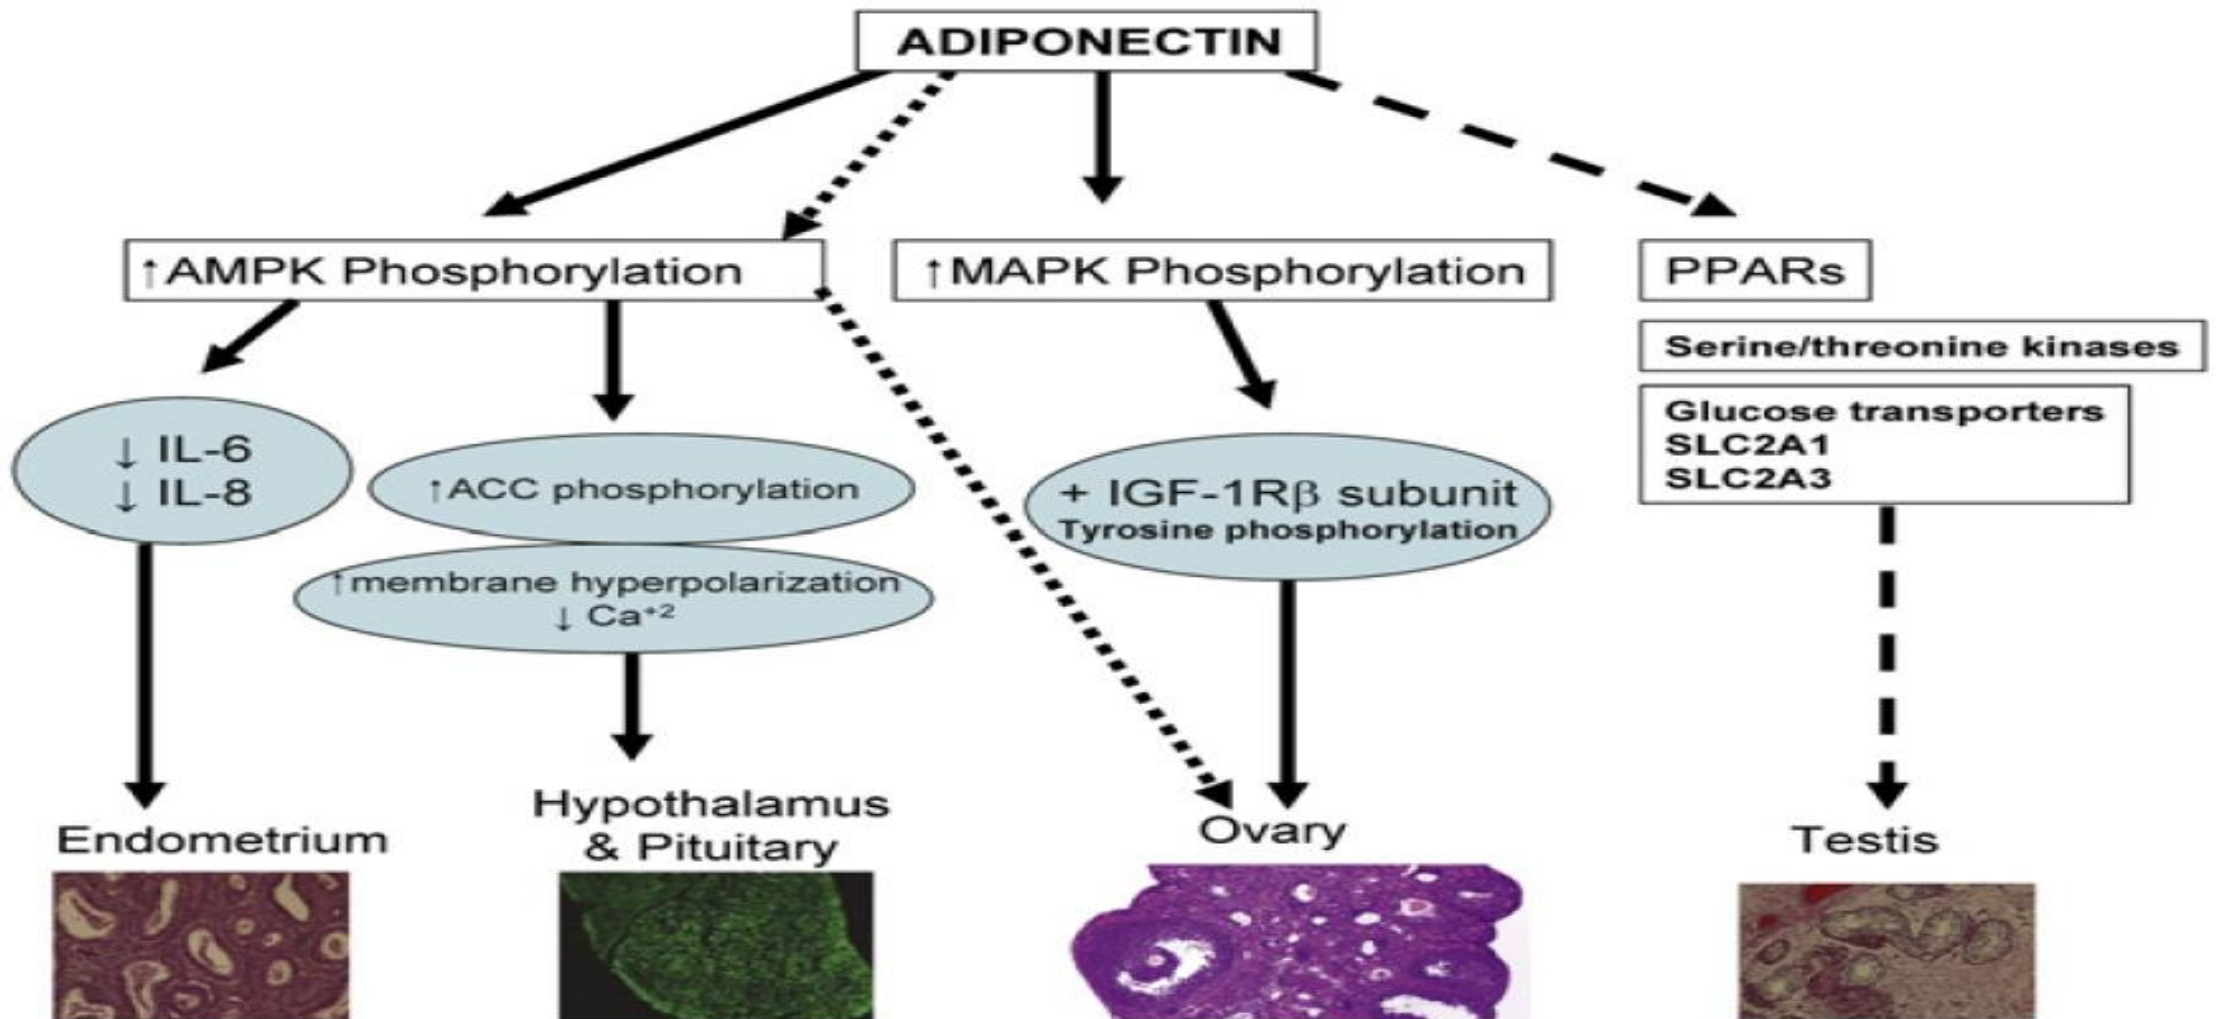 ADIPONECTIN
↑AMPK Phosphorylation
↑MAPK Phosphorylation
PPARs
Serine/threonine kinases
Glucose transporters
SLC2A1
SLC2A3
↓ IL-6
↓ IL-8
↑ACC phosphorylation
↑membrane hyperpolarization
↓ Ca⁺²
+ IGF-1Rβ subunit
Tyrosine phosphorylation
Endometrium
Hypothalamus
& Pituitary
Ovary
Testis